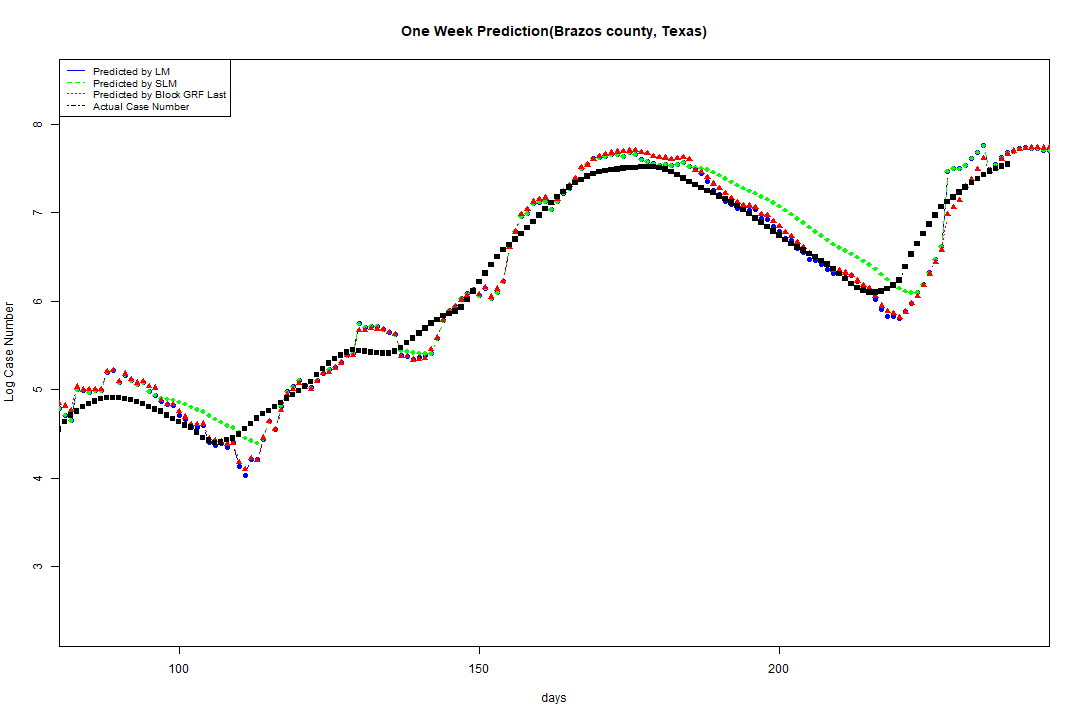 One Week Prediction(Brazos county, Texas)
Predicted by LM
Predicted by SLM
Predicted by Block GRF Last
Actual Case Number
8
7
6
5
4
3
Log Case Number
100
150
200
days